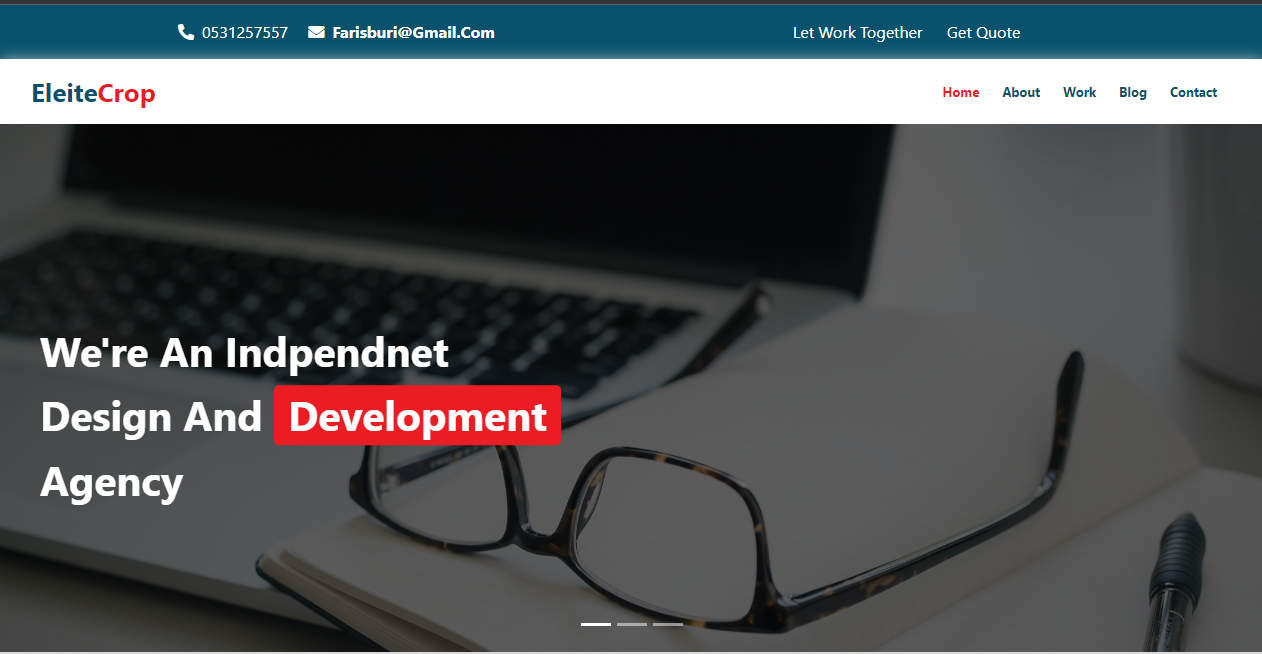 0531257557 Farisburi@Gmail.Com Let Work Together Get Quote
EleiteCrop Home About Work Blog Contact
We're An Indpendnet
Design And Development
Agency